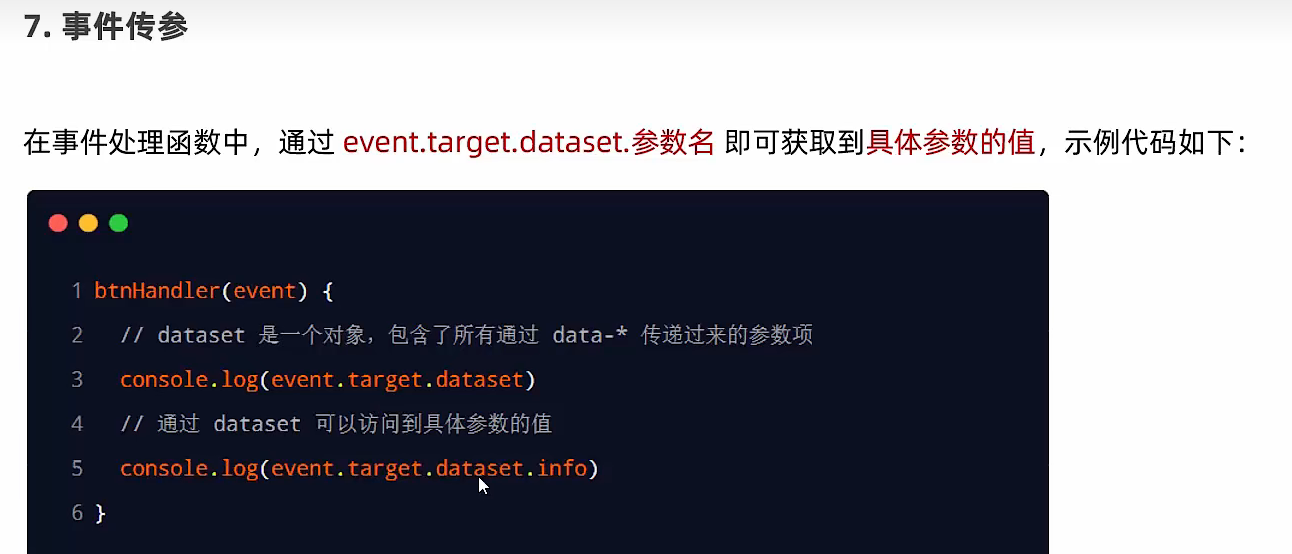 7. 事件传参
在事件处理函数中，通过 event.target.dataset.参数名 即可获取到具体参数的值，示例代码如下：
1 btnHandler(event) {
2 // dataset 是一个对象，包含了所有通过 data-* 传递过来的参数项
3 console.log(event.target.dataset)
4 // 通过 dataset 可以访问到具体参数的值
5 console.log(event.target.dataset.info)
6 }